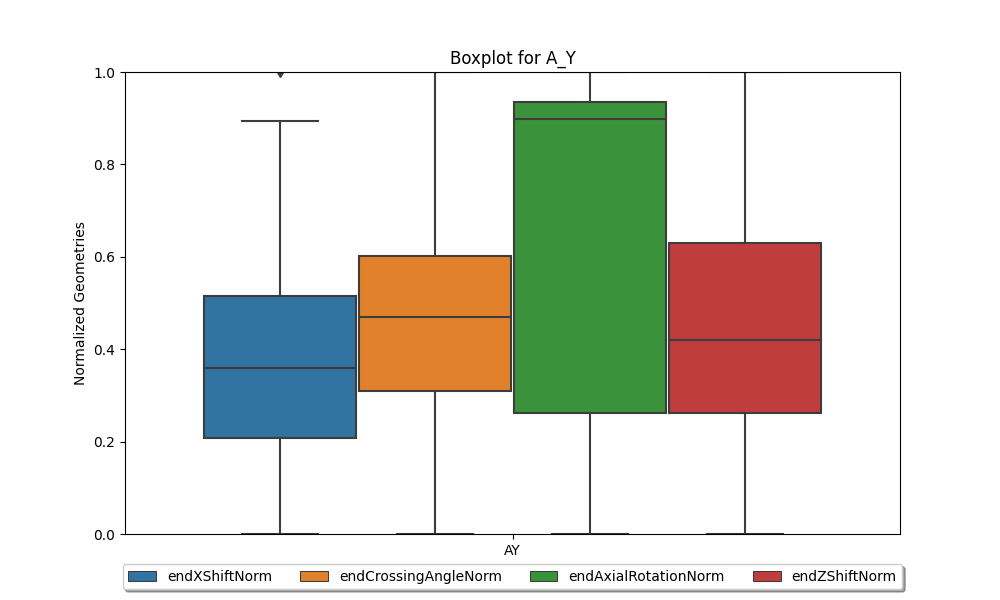 Boxplot for A_Y
1.0
0.8
0.6
0.4
0.2
0.0
Normalized Geometries
AY
endXShiftNorm endCrossingAngleNorm endAxialRotationNorm endZShiftNorm